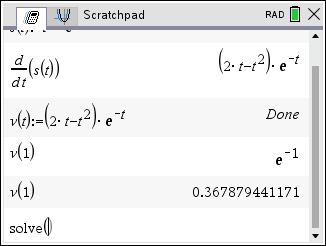 Scratchpad RAD
d/dt(s(t)) (2·t−t²)·e^−t
v(t):=(2·t−t²)·e^−t Done
v(1) e^−1
v(1) 0.367879441171
solve()